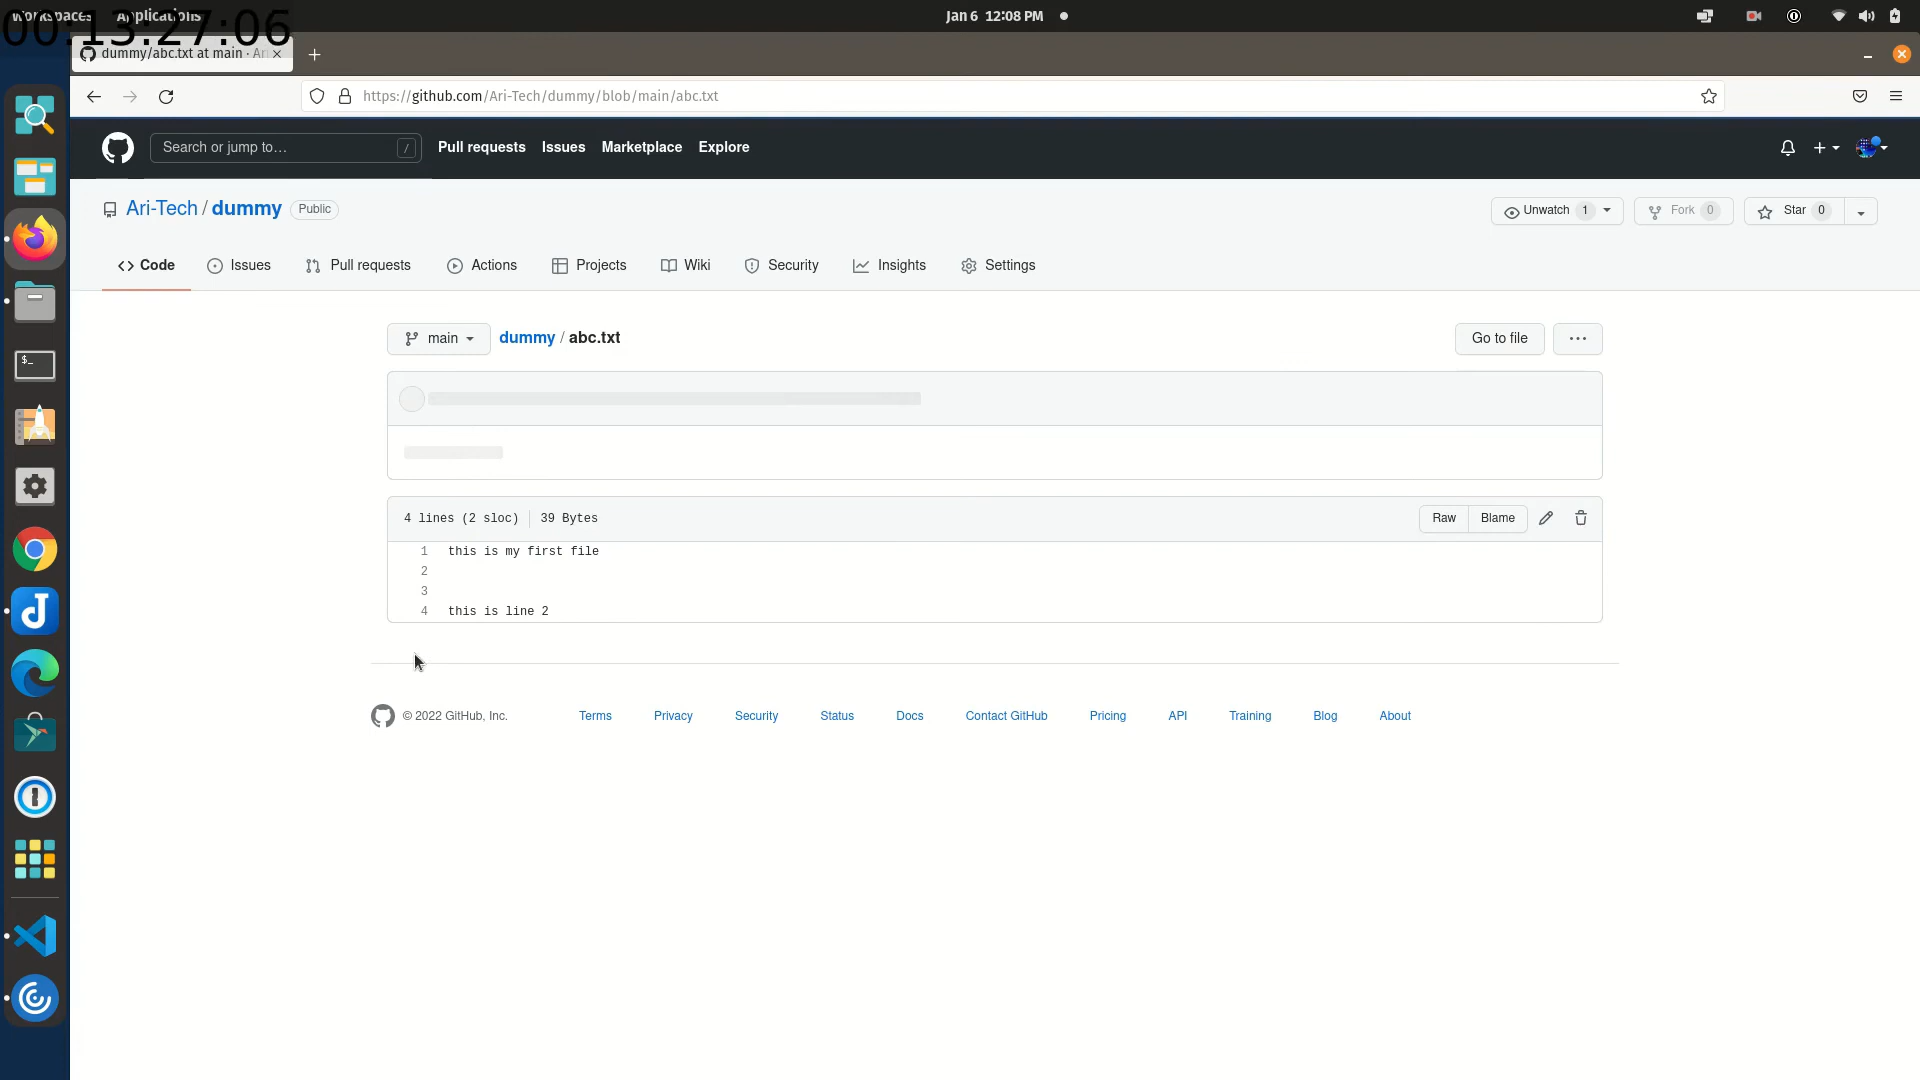 Workspaces Applications Jan 6 12:08 PM
00:13:27:06
dummy/abc.txt at main · Ari
https://github.com/Ari-Tech/dummy/blob/main/abc.txt
Search or jump to… / Pull requests Issues Marketplace Explore
Ari-Tech / dummy Public Unwatch 1 Fork 0 Star 0
Code Issues Pull requests Actions Projects Wiki Security Insights Settings
main dummy / abc.txt Go to file
4 lines (2 sloc) 39 Bytes Raw Blame
1 this is my first file
2
3
4 this is line 2
© 2022 GitHub, Inc. Terms Privacy Security Status Docs Contact GitHub Pricing API Training Blog About